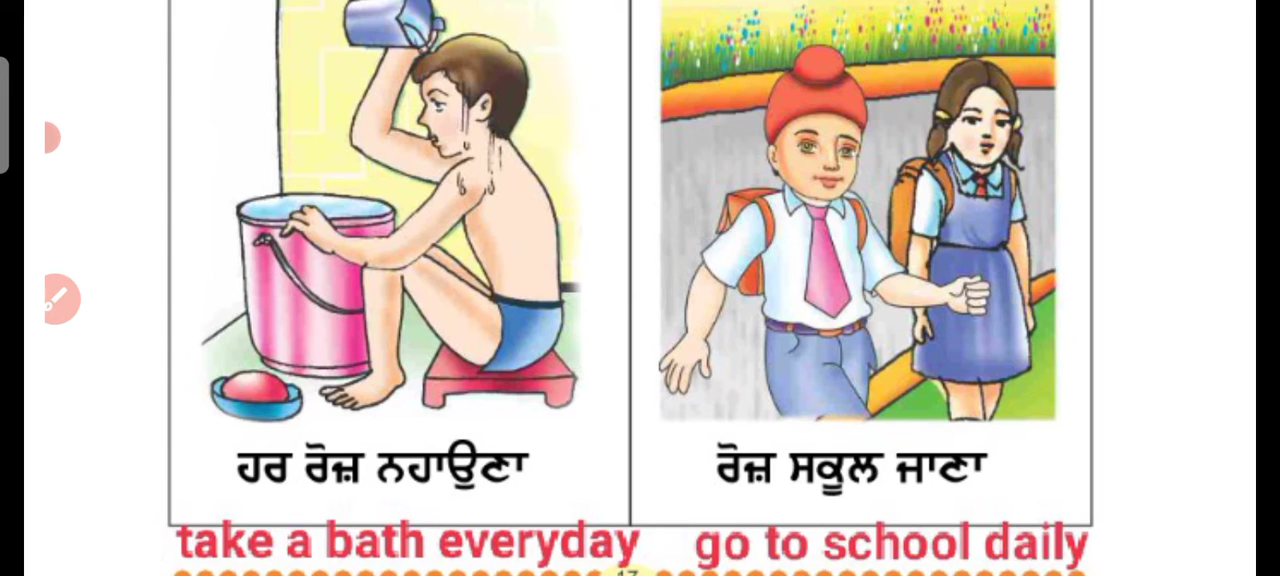 ਹਰ ਰੋਜ਼ ਨਹਾਉਣਾ
ਰੋਜ਼ ਸਕੂਲ ਜਾਣਾ
take a bath everyday
go to school daily